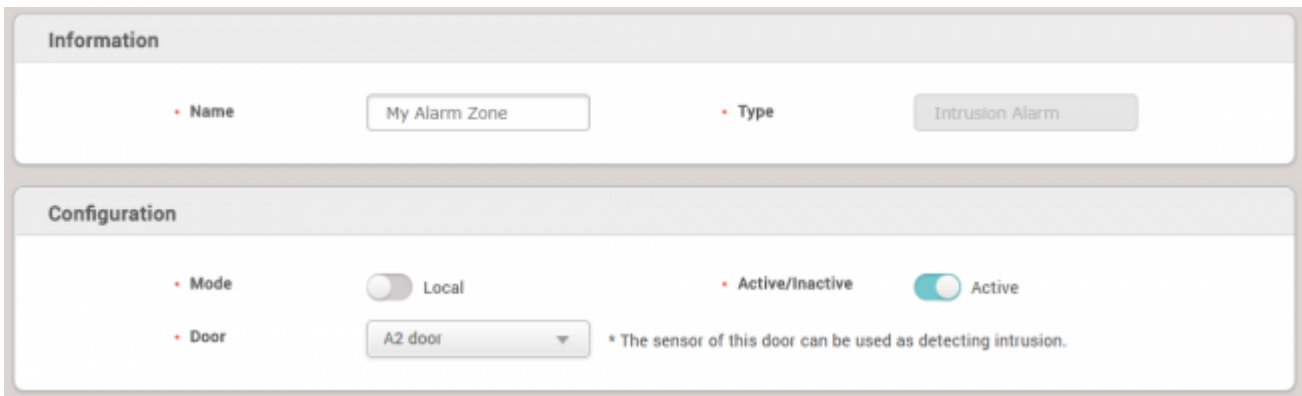 Information
• Name My Alarm Zone • Type Intrusion Alarm
Configuration
• Mode Local • Active/Inactive Active
• Door A2 door * The sensor of this door can be used as detecting intrusion.